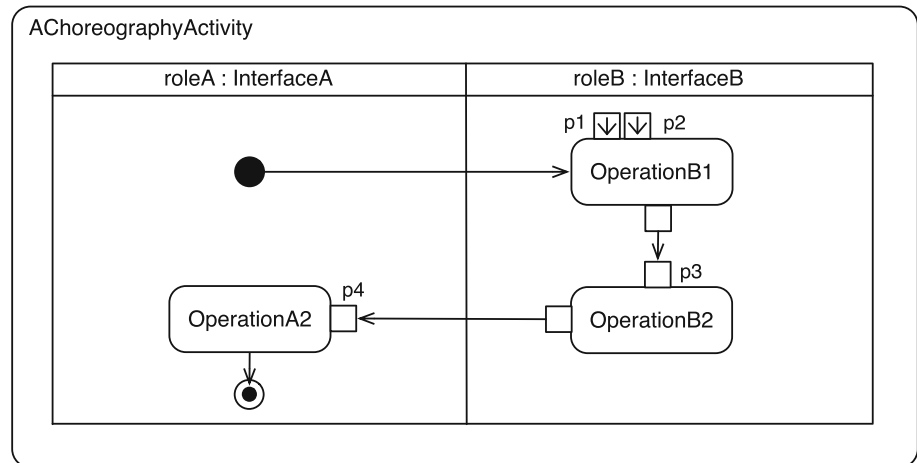 AChoreographyActivity
roleA : InterfaceA
roleB : InterfaceB
p1
p2
OperationB1
p3
p4
OperationA2
OperationB2